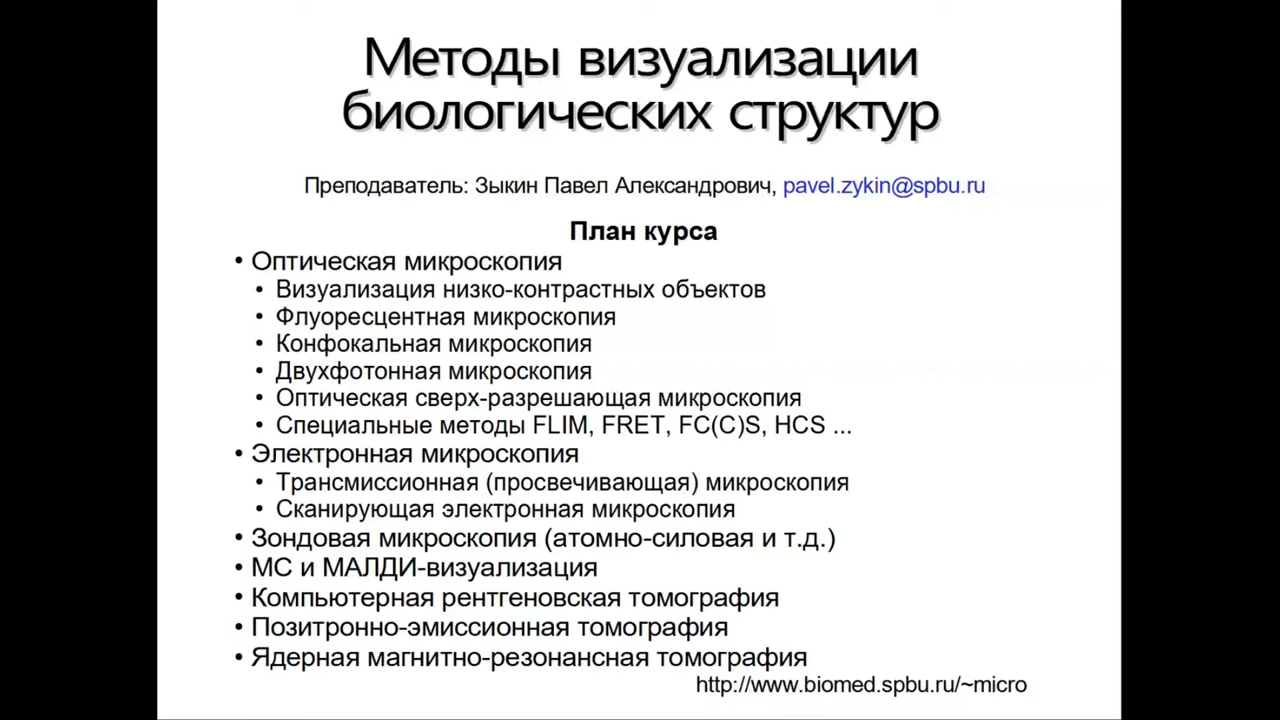 Методы визуализации
биологических структур
Преподаватель: Зыкин Павел Александрович, pavel.zykin@spbu.ru
План курса
• Оптическая микроскопия
• Визуализация низко-контрастных объектов
• Флуоресцентная микроскопия
• Конфокальная микроскопия
• Двухфотонная микроскопия
• Оптическая сверх-разрешающая микроскопия
• Специальные методы FLIM, FRET, FC(C)S, HCS ...
• Электронная микроскопия
• Трансмиссионная (просвечивающая) микроскопия
• Сканирующая электронная микроскопия
• Зондовая микроскопия (атомно-силовая и т.д.)
• МС и МАЛДИ-визуализация
• Компьютерная рентгеновская томография
• Позитронно-эмиссионная томография
• Ядерная магнитно-резонансная томография
http://www.biomed.spbu.ru/~micro